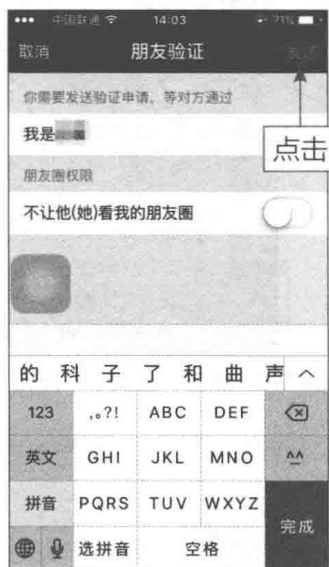 中国联通 14:03 71%
取消 朋友验证 发送
你需要发送验证申请，等对方通过
我是
点击
朋友圈权限
不让他(她)看我的朋友圈
的 科 子 了 和 曲 声
123 ,。?! ABC DEF
英文 GHI JKL MNO ^^
拼音 PQRS TUV WXYZ
完成
选拼音 空格